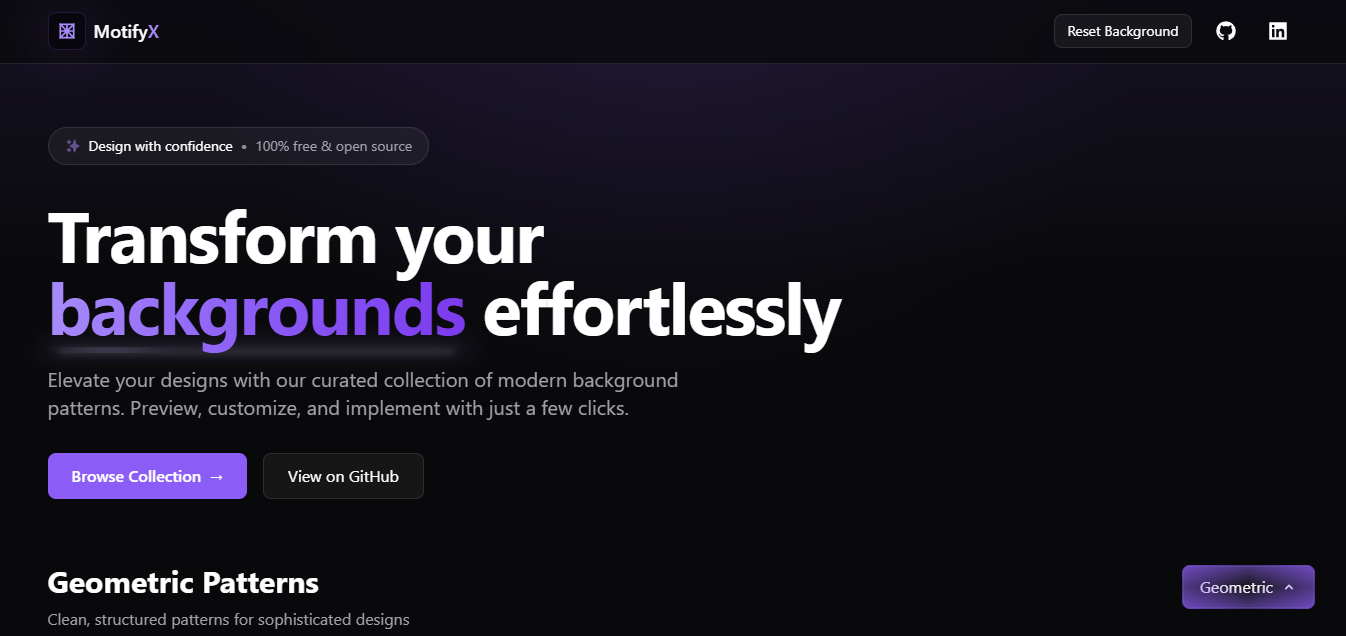 MotifyX
Reset Background
Design with confidence • 100% free & open source
Transform your
backgrounds effortlessly
Elevate your designs with our curated collection of modern background
patterns. Preview, customize, and implement with just a few clicks.
Browse Collection →
View on GitHub
Geometric Patterns
Geometric
Clean, structured patterns for sophisticated designs